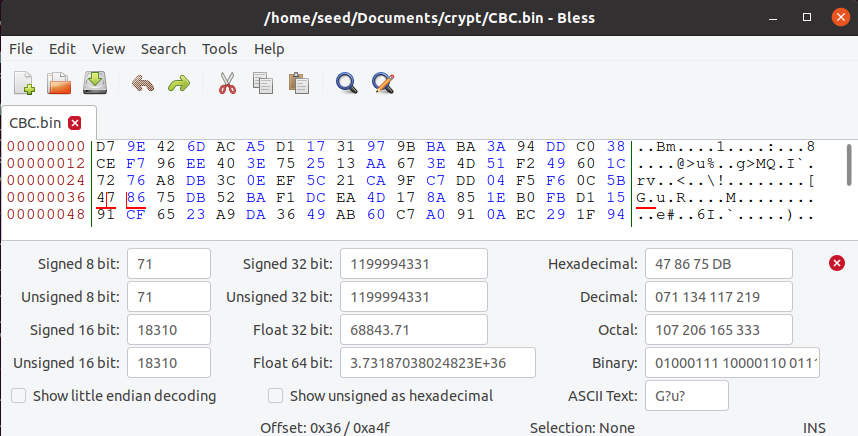 /home/seed/Documents/crypt/CBC.bin - Bless
File Edit View Search Tools Help
CBC.bin
00000000 D7 9E 42 6D AC A5 D1 17 31 97 9B BA BA 3A 94 DD C0 38 ..Bm....1....:...8
00000012 CE F7 96 EE 40 3E 75 25 13 AA 67 3E 4D 51 F2 49 60 1C ....@>u%..g>MQ.I`.
00000024 72 76 A8 DB 3C 0E EF 5C 21 CA 9F C7 DD 04 F5 F6 0C 5B rv..<..\!........[
00000036 47 86 75 DB 52 BA F1 DC EA 4D 17 8A 85 1E B0 FB D1 15 G.u.R....M........
00000048 91 CF 65 23 A9 DA 36 49 AB 60 C7 A0 91 0A EC 29 1F 94 ..e#..6I.`.....)..
Signed 8 bit: 71 Signed 32 bit: 1199994331 Hexadecimal: 47 86 75 DB
Unsigned 8 bit: 71 Unsigned 32 bit: 1199994331 Decimal: 071 134 117 219
Signed 16 bit: 18310 Float 32 bit: 68843.71 Octal: 107 206 165 333
Unsigned 16 bit: 18310 Float 64 bit: 3.73187038024823E+36 Binary: 01000111 10000110 0111
Show little endian decoding Show unsigned as hexadecimal ASCII Text: G?u?
Offset: 0x36 / 0xa4f Selection: None INS